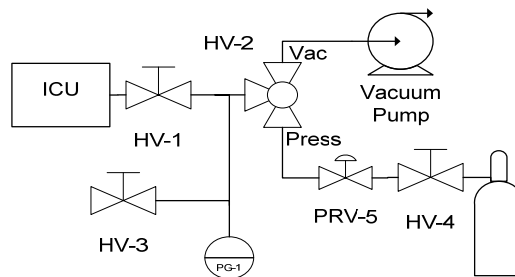 HV-2
Vac
ICU
Vacuum
Pump
HV-1
Press
HV-3
PRV-5
HV-4
PG-1